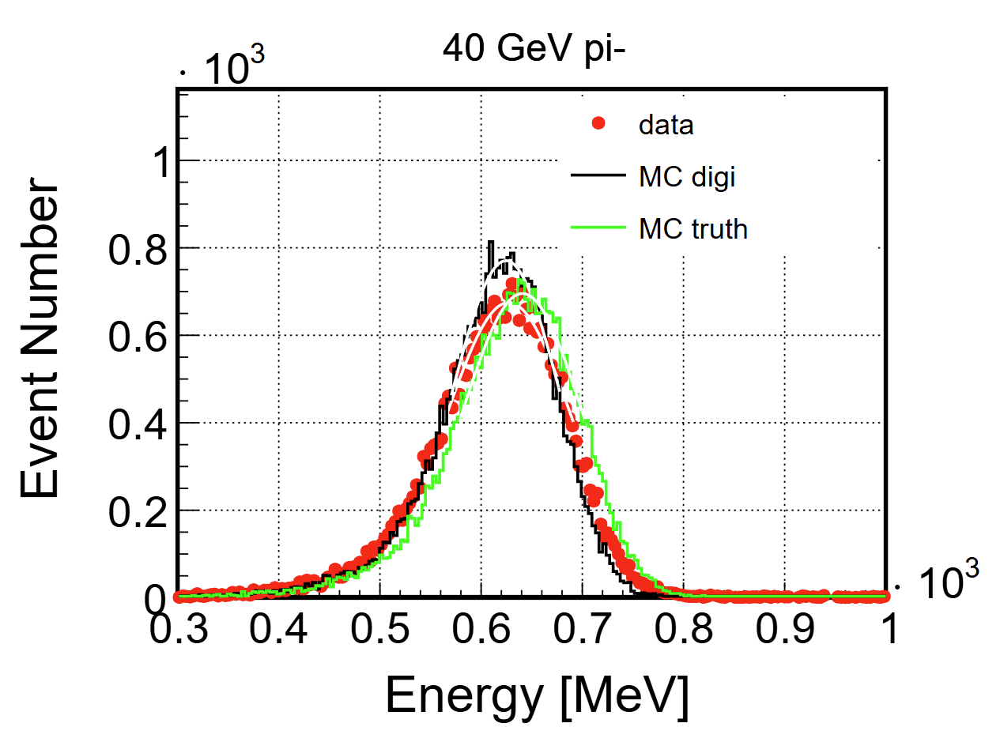 40 GeV pi-
· 10³
data
MC digi
MC truth
Event Number
1
0.8
0.6
0.4
0.2
0
0.3 0.4 0.5 0.6 0.7 0.8 0.9 1
· 10³
Energy [MeV]